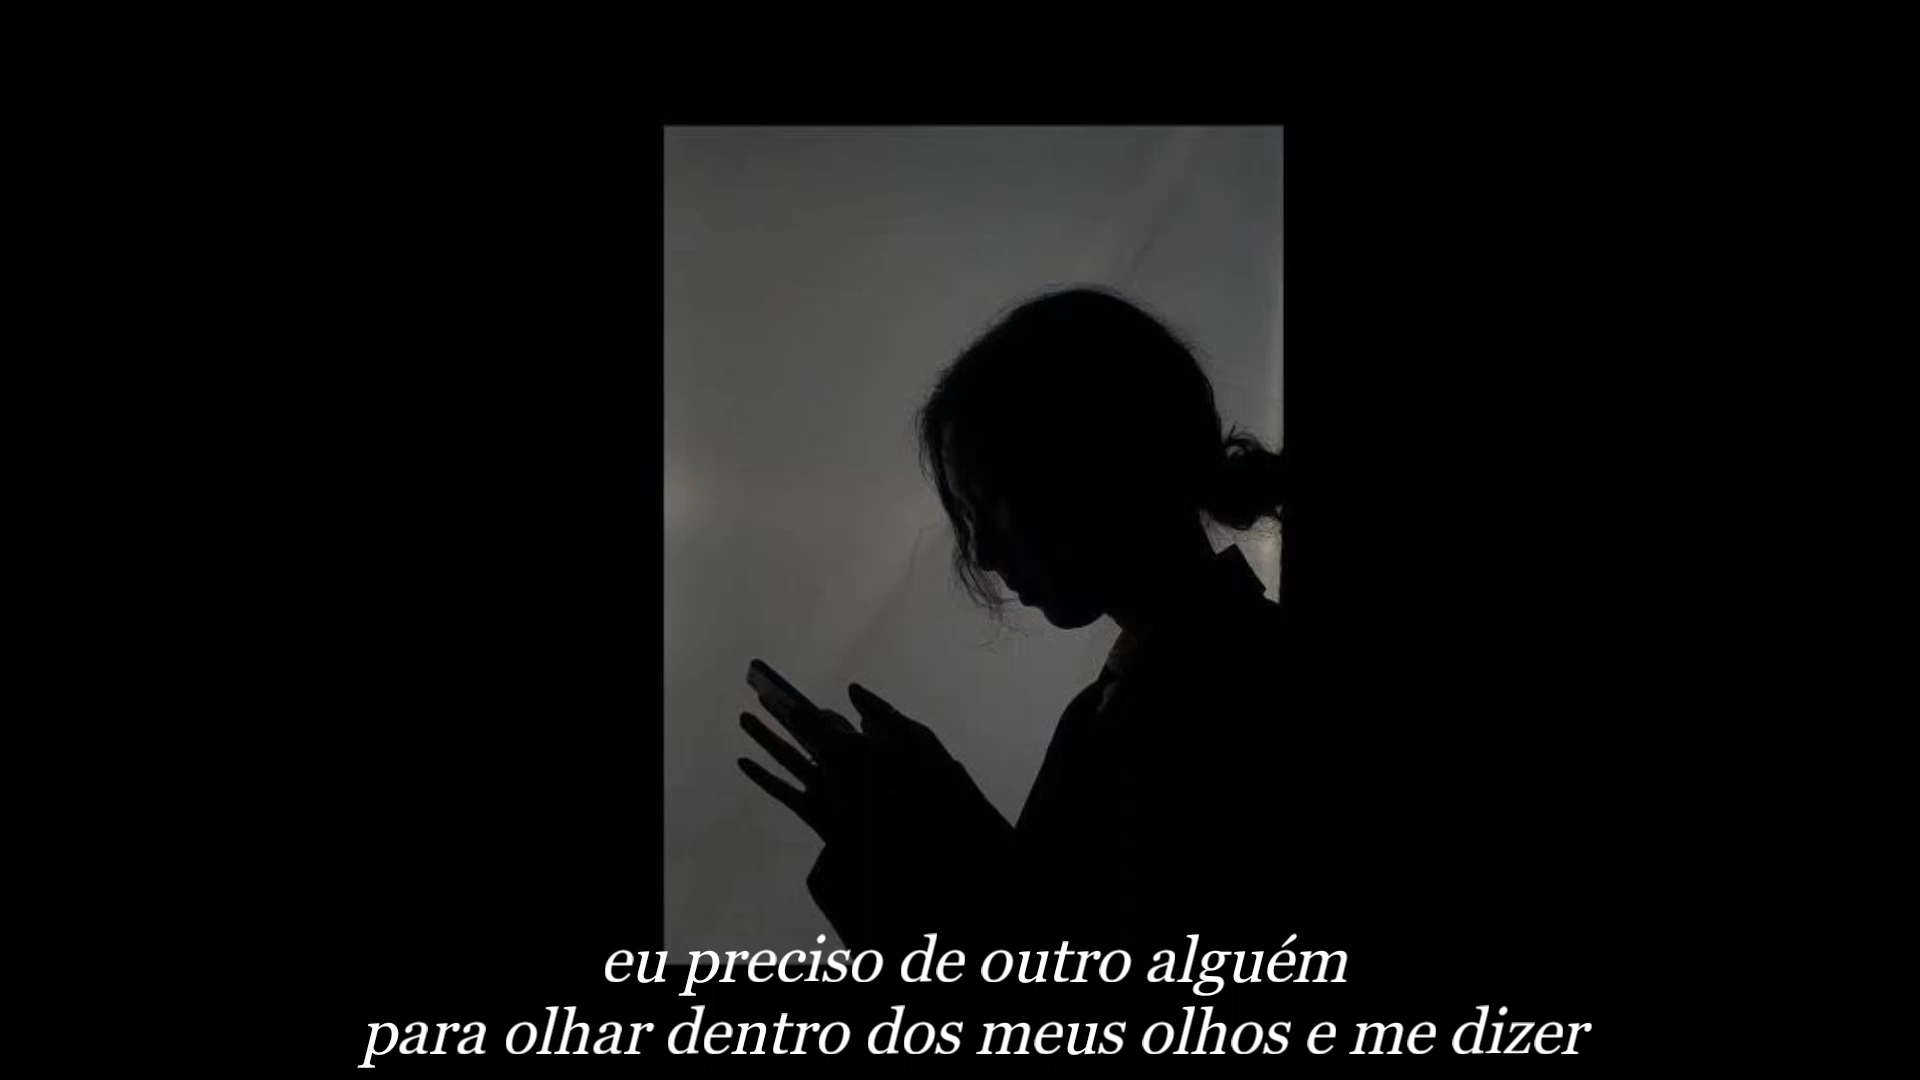 eu preciso de outro alguém
para olhar dentro dos meus olhos e me dizer